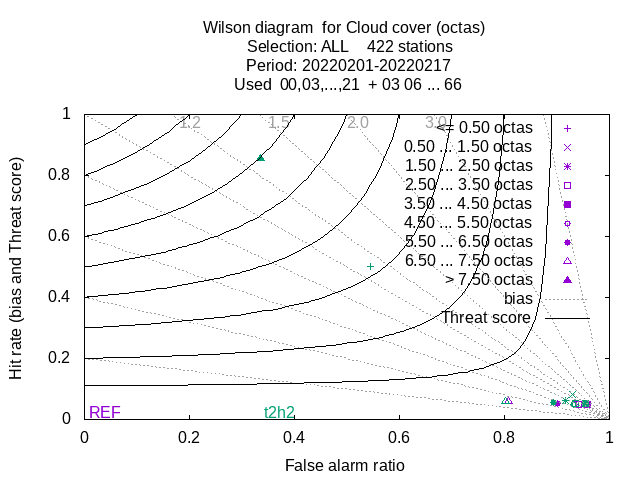 Wilson diagram  for Cloud cover (octas)
Selection: ALL    422 stations
Period: 20220201-20220217
Used  00,03,...,21  + 03 06 ... 66
Hit rate (bias and Threat score)
1
0.8
0.6
0.4
0.2
0
1.2 1.5 2.0 3.0
<= 0.50 octas
0.50 ... 1.50 octas
1.50 ... 2.50 octas
2.50 ... 3.50 octas
3.50 ... 4.50 octas
4.50 ... 5.50 octas
5.50 ... 6.50 octas
6.50 ... 7.50 octas
> 7.50 octas
bias
Threat score
REF t2h2
0 0.2 0.4 0.6 0.8 1
False alarm ratio